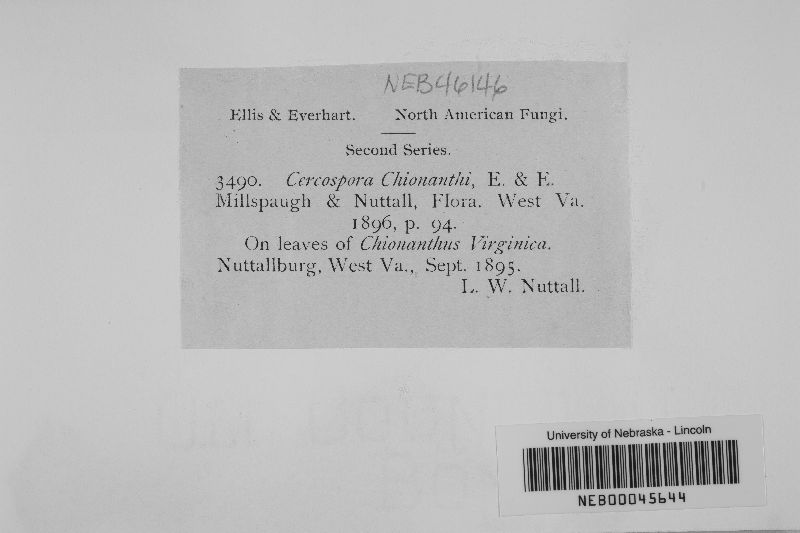 NEB46146
Ellis & Everhart. North American Fungi.
Second Series.
3490. Cercospora Chionanthi, E. & E.
Millspaugh & Nuttall, Flora. West Va.
1896, p. 94.
On leaves of Chionanthus Virginica.
Nuttallburg, West Va., Sept. 1895.
L. W. Nuttall.
University of Nebraska - Lincoln
NEB00045644